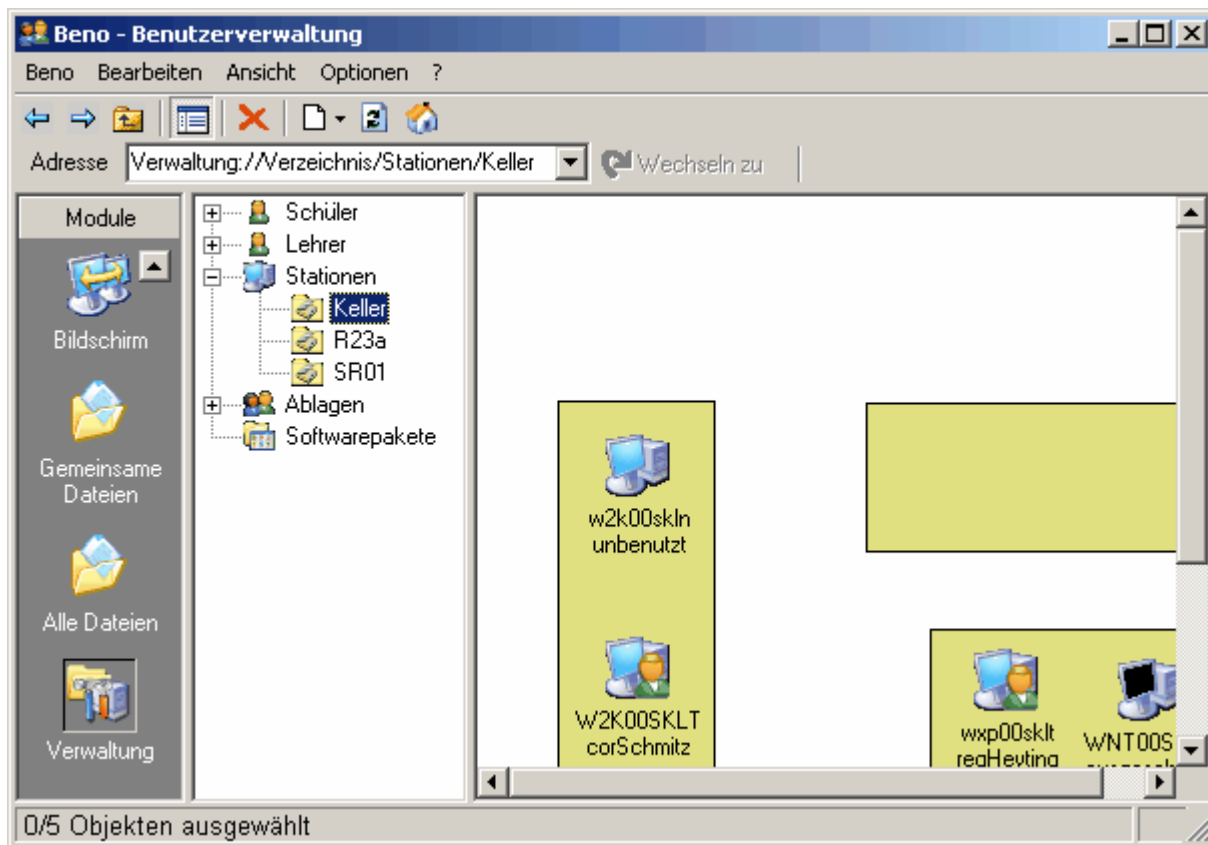 Beno - Benutzerverwaltung
Beno Bearbeiten Ansicht Optionen ?
Adresse Verwaltung://Verzeichnis/Stationen/Keller Wechseln zu
Module
Bildschirm
Gemeinsame
Dateien
Alle Dateien
Verwaltung
Schüler
Lehrer
Stationen
Keller
R23a
SR01
Ablagen
Softwarepakete
w2k00skln
unbenutzt
W2K00SKLT
corSchmitz
wxp00sklt
regHeyting
WNT00S
0/5 Objekten ausgewählt